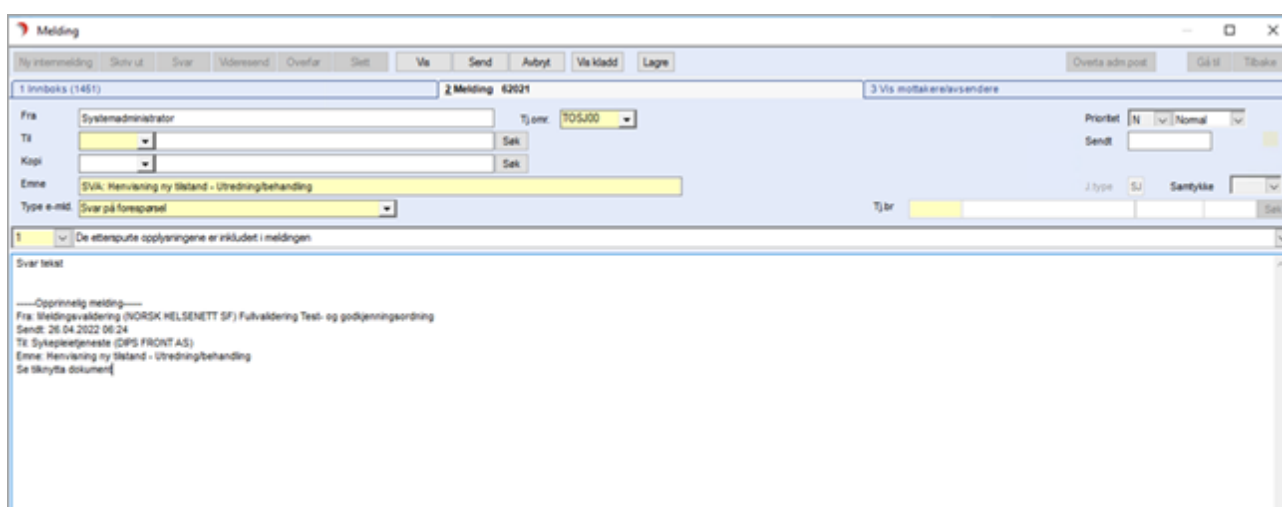 Melding
Ny internmelding Skriv ut Svar Videresend Overfør Slett Vis Send Avbryt Vis kladd Lagre Overta adm.post Gå til Tilbake
1 Innboks (1451) 2 Melding 62021 3 Vis mottakere/avsendere
Fra Systemadministrator Tj.omr. TOSJ00 Prioritet N Normal
Til Søk Sendt
Kopi Søk
Emne SVA: Henvisning ny tilstand - Utredning/behandling J.type SJ Samtykke
Type e-mld. Svar på forespørsel Tj.br Søk
1 De etterspurte opplysningene er inkludert i meldingen
Svar tekst
-----Opprinnelig melding-----
Fra: Meldingsvalidering (NORSK HELSENETT SF) Fullvalidering Test- og godkjenningsordning
Sendt: 26.04.2022 06:24
Til: Sykepleietjeneste (DIPS FRONT AS)
Emne: Henvisning ny tilstand - Utredning/behandling
Se tilknytta dokument